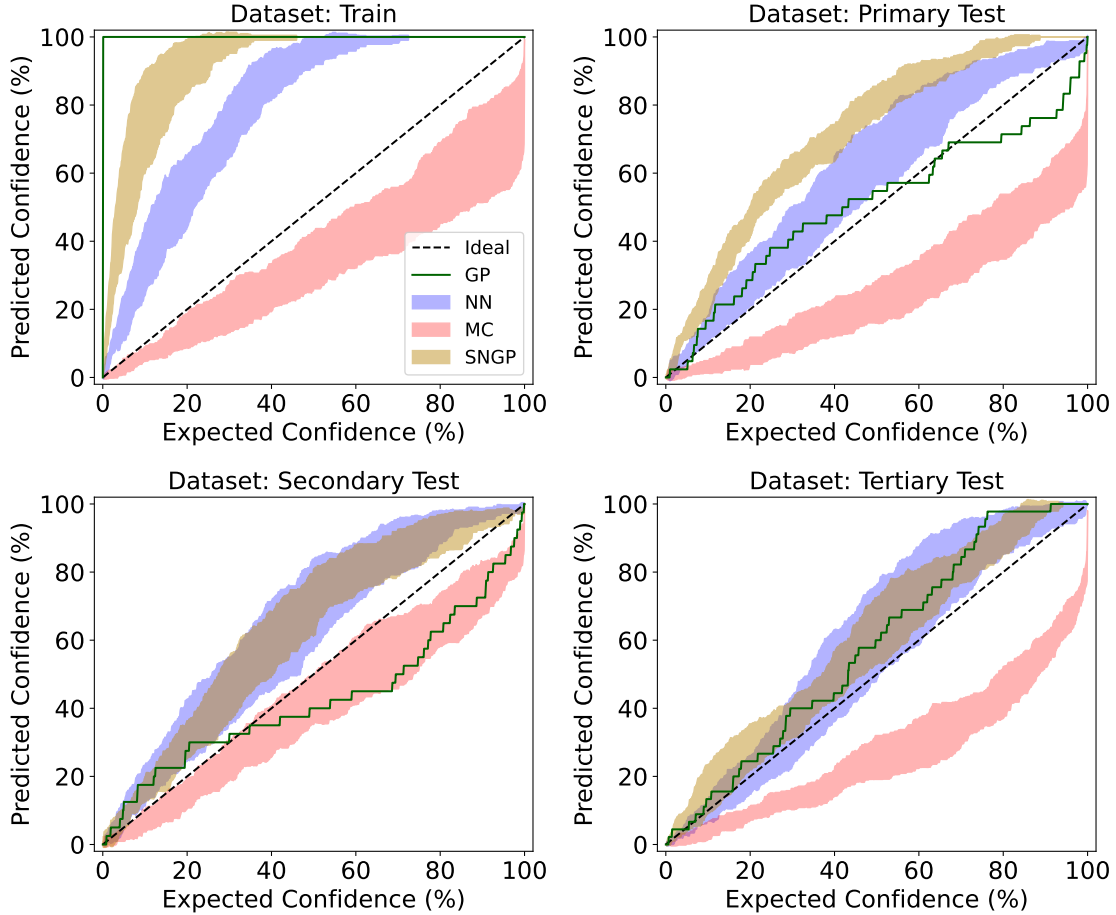 Dataset: Train
Predicted Confidence (%)
100
80
60
40
20
0
Ideal
GP
NN
MC
SNGP
0 20 40 60 80 100
Expected Confidence (%)
Dataset: Primary Test
Predicted Confidence (%)
100
80
60
40
20
0
0 20 40 60 80 100
Expected Confidence (%)
Dataset: Secondary Test
Predicted Confidence (%)
100
80
60
40
20
0
0 20 40 60 80 100
Expected Confidence (%)
Dataset: Tertiary Test
Predicted Confidence (%)
100
80
60
40
20
0
0 20 40 60 80 100
Expected Confidence (%)